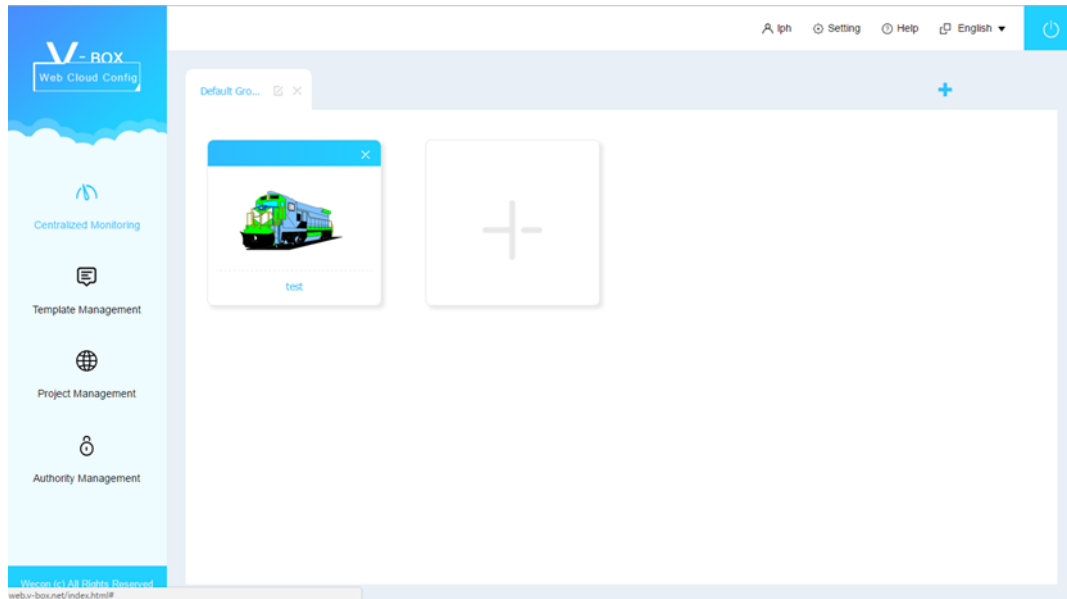 V-BOX
Web Cloud Config
lph
Setting
Help
English
Default Gro...
test
Centralized Monitoring
Template Management
Project Management
Authority Management
Wecon (c) All Rights Reserved
web.v-box.net/index.html#